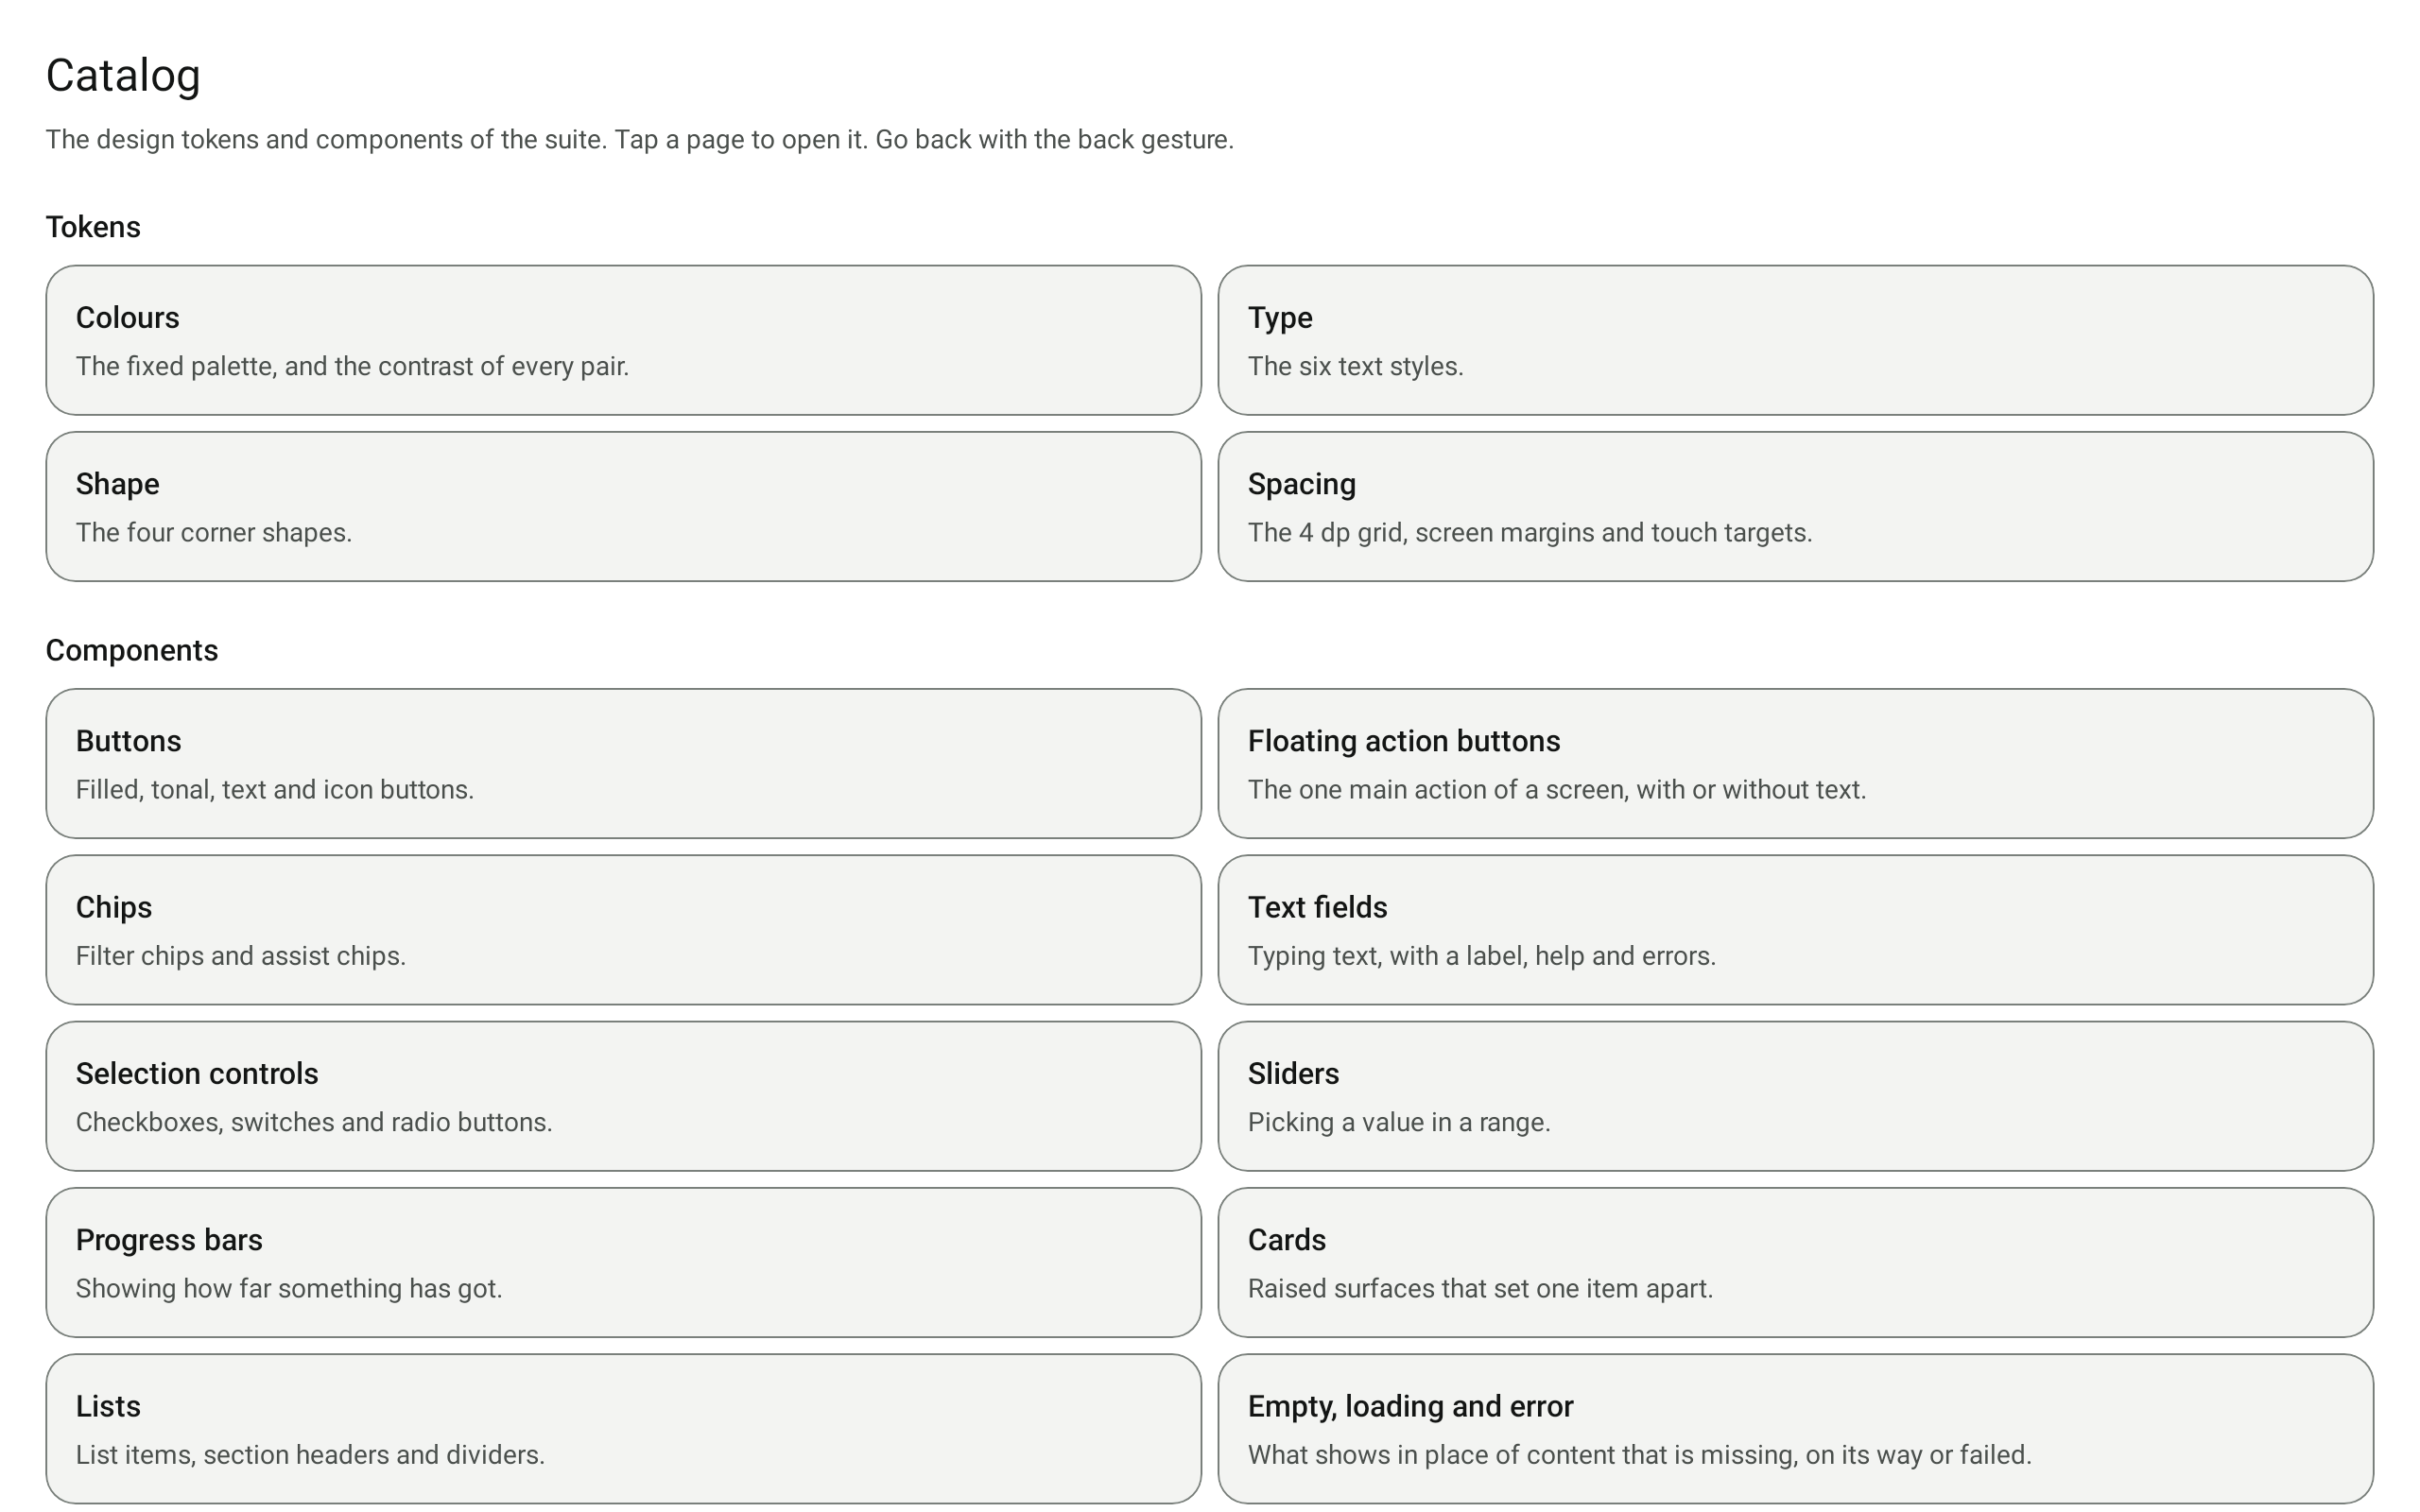 Catalog
The design tokens and components of the suite. Tap a page to open it. Go back with the back gesture.
Tokens
Colours
The fixed palette, and the contrast of every pair.
Type
The six text styles.
Shape
The four corner shapes.
Spacing
The 4 dp grid, screen margins and touch targets.
Components
Buttons
Filled, tonal, text and icon buttons.
Floating action buttons
The one main action of a screen, with or without text.
Chips
Filter chips and assist chips.
Text fields
Typing text, with a label, help and errors.
Selection controls
Checkboxes, switches and radio buttons.
Sliders
Picking a value in a range.
Progress bars
Showing how far something has got.
Cards
Raised surfaces that set one item apart.
Lists
List items, section headers and dividers.
Empty, loading and error
What shows in place of content that is missing, on its way or failed.